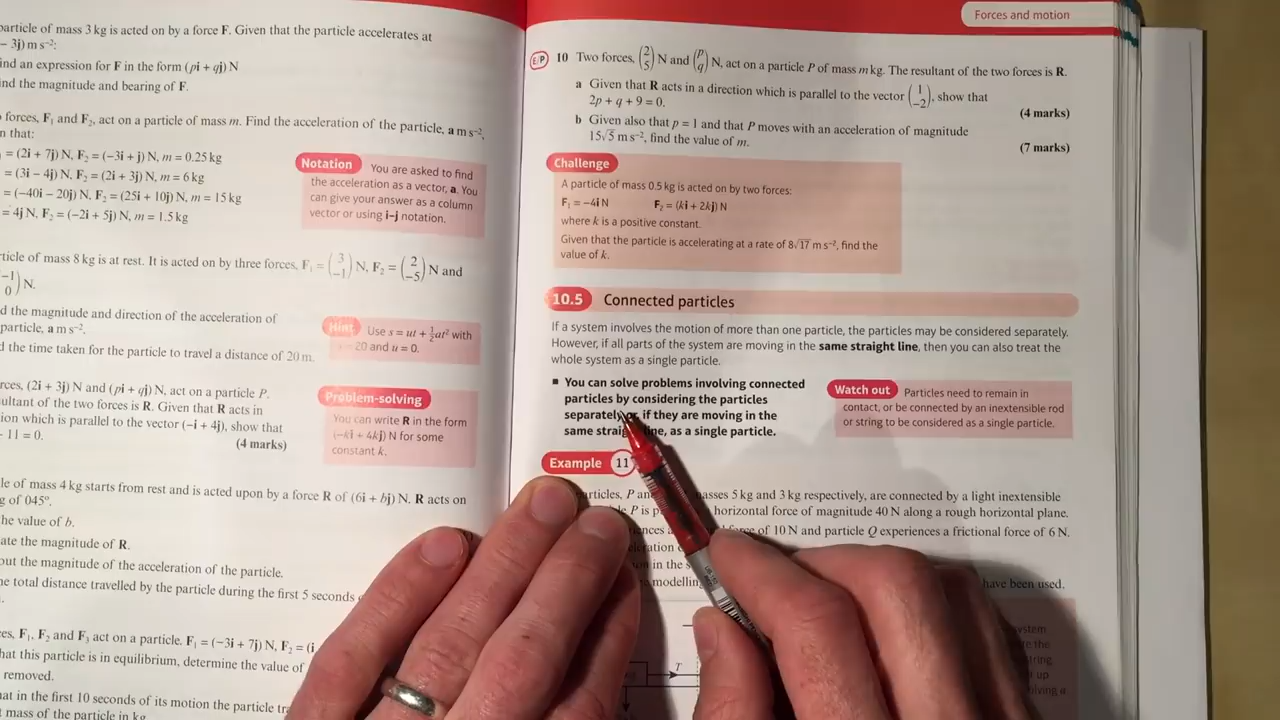 particle of mass 3 kg is acted on by a force F. Given that the particle accelerates at
− 3j) m s⁻²:
ind an expression for F in the form (pi + qj) N
ind the magnitude and bearing of F.
forces, F₁ and F₂, act on a particle of mass m. Find the acceleration of the particle, a m s⁻²,
n that:
= (2i + 7j) N, F₂ = (−3i + j) N, m = 0.25 kg
= (3i − 4j) N, F₂ = (2i + 3j) N, m = 6 kg
= (−40i − 20j) N, F₂ = (25i + 10j) N, m = 15 kg
= 4j N, F₂ = (−2i + 5j) N, m = 1.5 kg
Notation You are asked to find
the acceleration as a vector, a. You
can give your answer as a column
vector or using i–j notation.
rticle of mass 8 kg is at rest. It is acted on by three forces, F₁ = (3 −1) N, F₂ = (2 −5) N and
(−1 0) N.
d the magnitude and direction of the acceleration of
particle, a m s⁻².
d the time taken for the particle to travel a distance of 20 m.
Hint Use s = ut + ½at² with
s = 20 and u = 0.
rces, (2i + 3j) N and (pi + qj) N, act on a particle P.
ultant of the two forces is R. Given that R acts in
ion which is parallel to the vector (−i + 4j), show that
− 11 = 0.
(4 marks)
Problem-solving
You can write R in the form
(−ki + 4kj) N for some
constant k.
le of mass 4 kg starts from rest and is acted upon by a force R of (6i + bj) N. R acts on
g of 045°.
he value of b.
ate the magnitude of R.
out the magnitude of the acceleration of the particle.
he total distance travelled by the particle during the first 5 seconds
es, F₁, F₂ and F₃ act on a particle. F₁ = (−3i + 7j) N, F₂ = (i
hat this particle is in equilibrium, determine the value of
removed.
hat in the first 10 seconds of its motion the particle tr
mass of the particle in kg
Forces and motion
E/P 10 Two forces, (2 5) N and (p q) N, act on a particle P of mass m kg. The resultant of the two forces is R.
a Given that R acts in a direction which is parallel to the vector (1 −2), show that
2p + q + 9 = 0.
(4 marks)
b Given also that p = 1 and that P moves with an acceleration of magnitude
15√5 m s⁻², find the value of m.
(7 marks)
Challenge
A particle of mass 0.5 kg is acted on by two forces:
F₁ = −4i N F₂ = (ki + 2kj) N
where k is a positive constant.
Given that the particle is accelerating at a rate of 8√17 m s⁻², find the
value of k.
10.5 Connected particles
If a system involves the motion of more than one particle, the particles may be considered separately.
However, if all parts of the system are moving in the same straight line, then you can also treat the
whole system as a single particle.
■ You can solve problems involving connected
particles by considering the particles
separately or, if they are moving in the
same straight line, as a single particle.
Watch out Particles need to remain in
contact, or be connected by an inextensible rod
or string to be considered as a single particle.
Example 11
articles, P an asses 5 kg and 3 kg respectively, are connected by a light inextensible
le P is p horizontal force of magnitude 40 N along a rough horizontal plane.
ences a force of 10 N and particle Q experiences a frictional force of 6 N.
eleration o
on in the s
modelling have been used.
ystem
re the
string
up
olving a
T